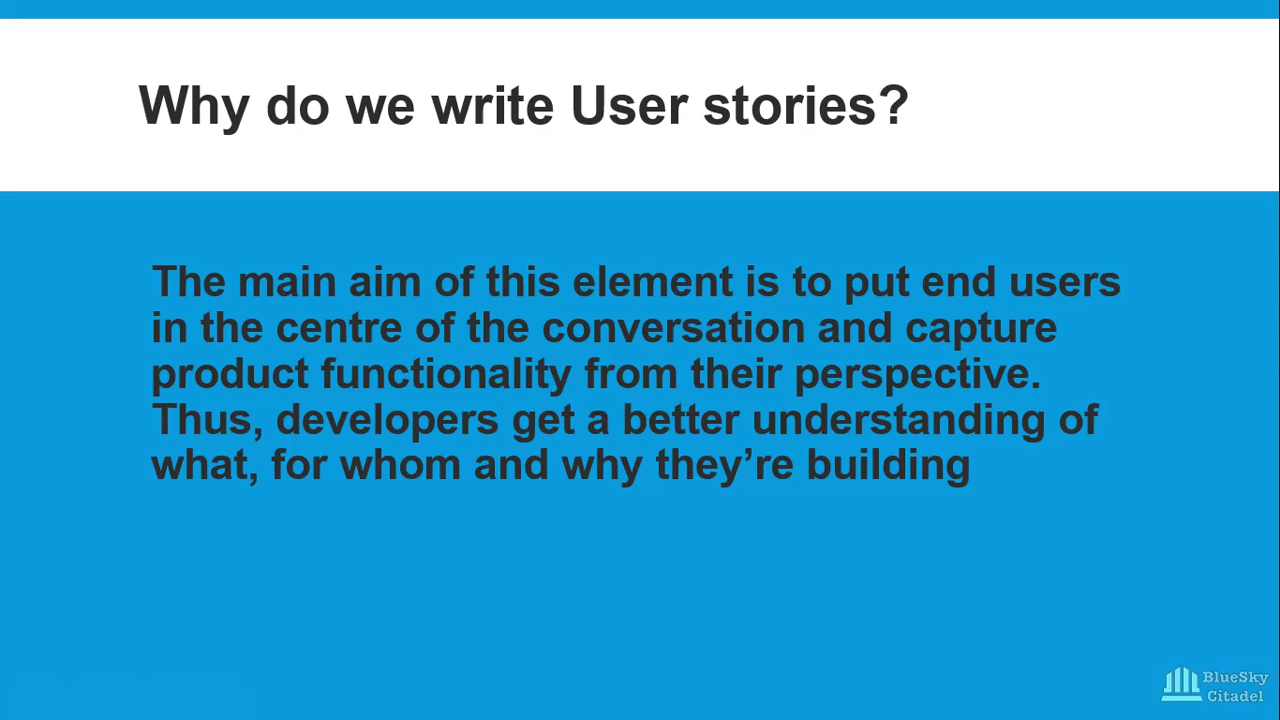 Why do we write User stories?
The main aim of this element is to put end users
in the centre of the conversation and capture
product functionality from their perspective.
Thus, developers get a better understanding of
what, for whom and why they’re building
BlueSky
Citadel